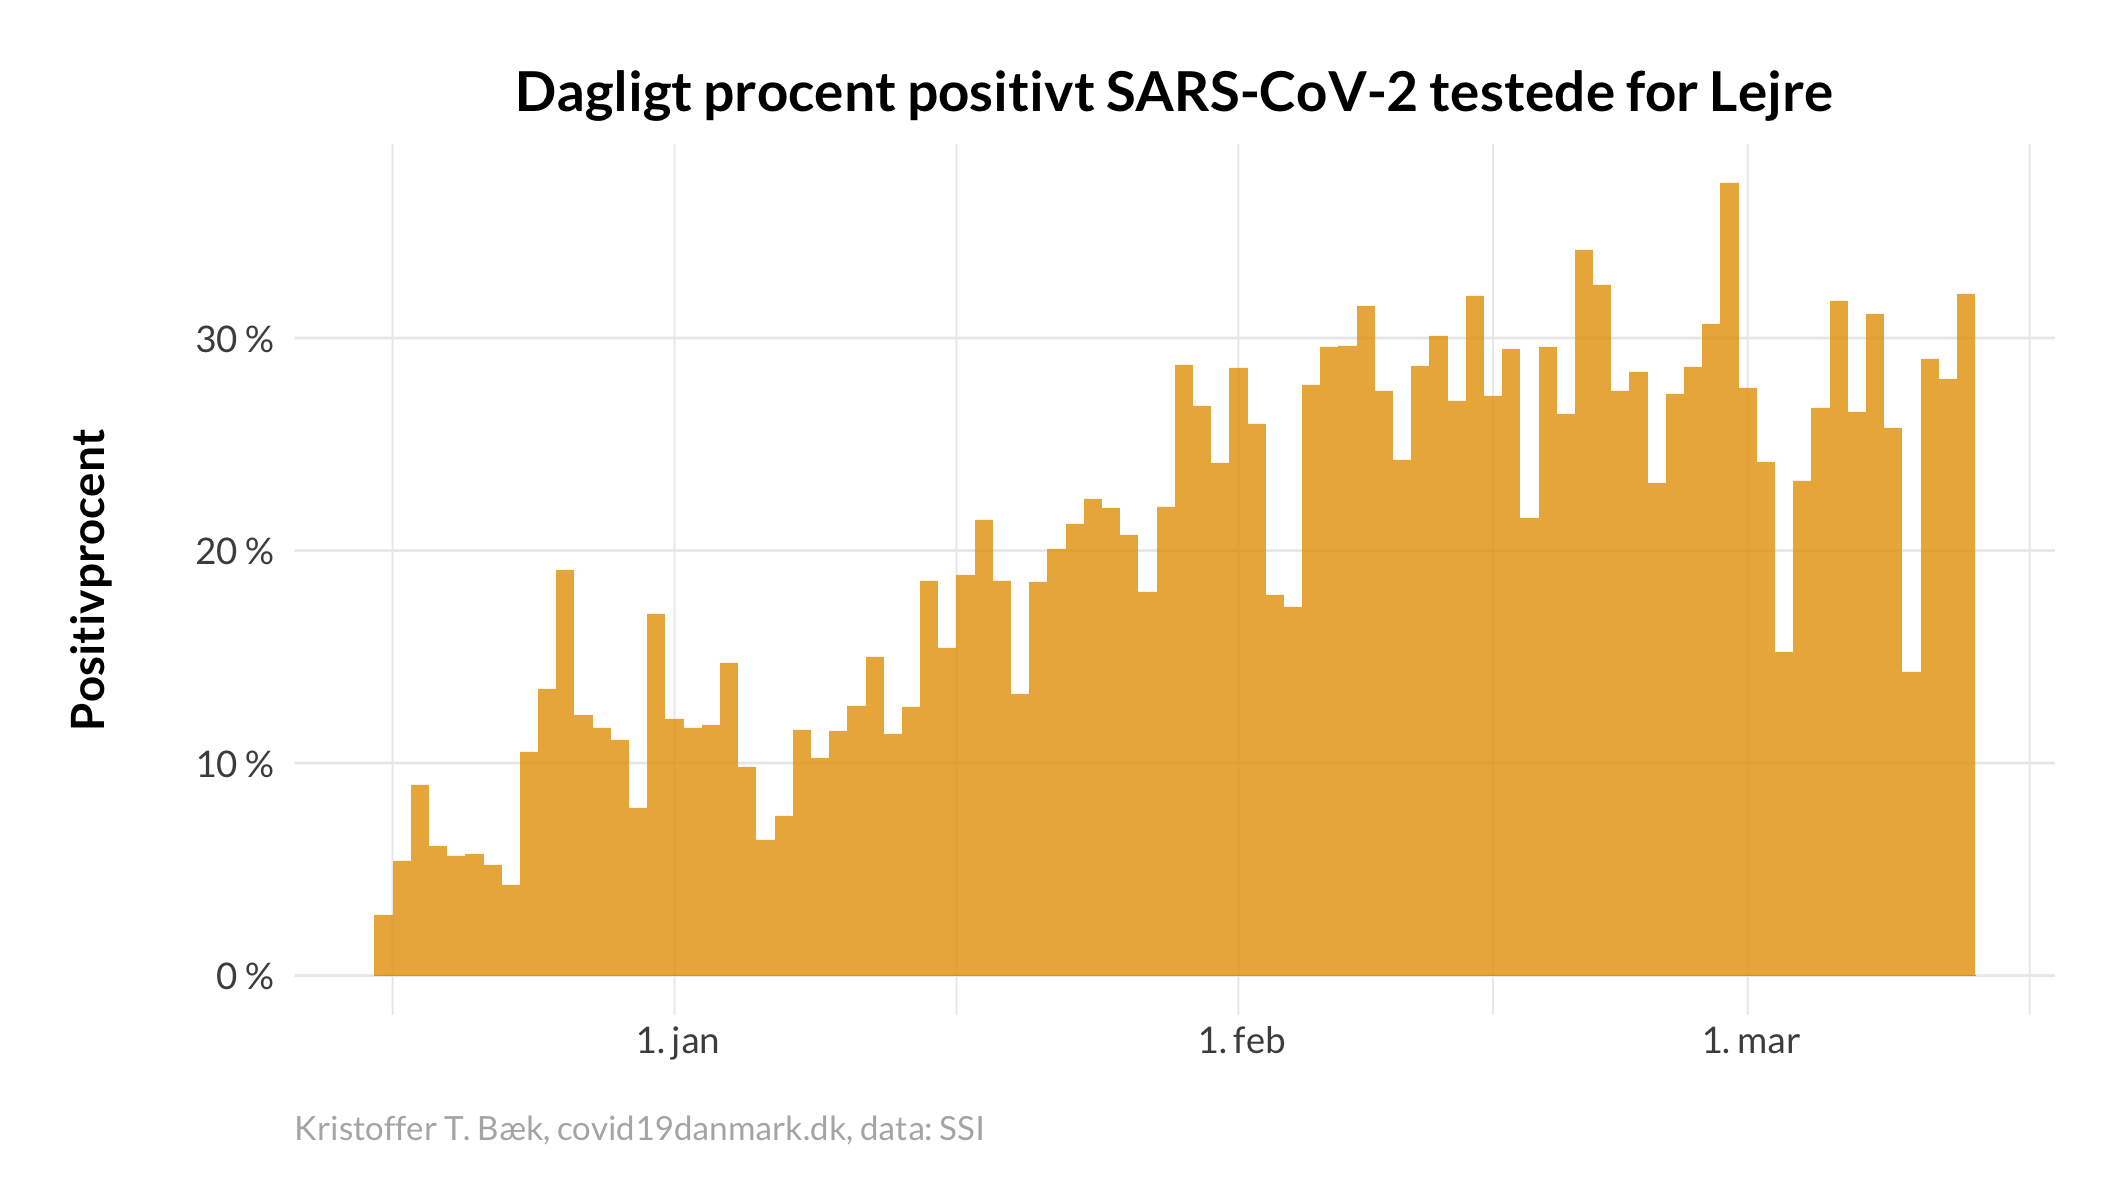 Dagligt procent positivt SARS-CoV-2 testede for Lejre
Positivprocent
30 %
20 %
10 %
0 %
1. jan
1. feb
1. mar
Kristoffer T. Bæk, covid19danmark.dk, data: SSI